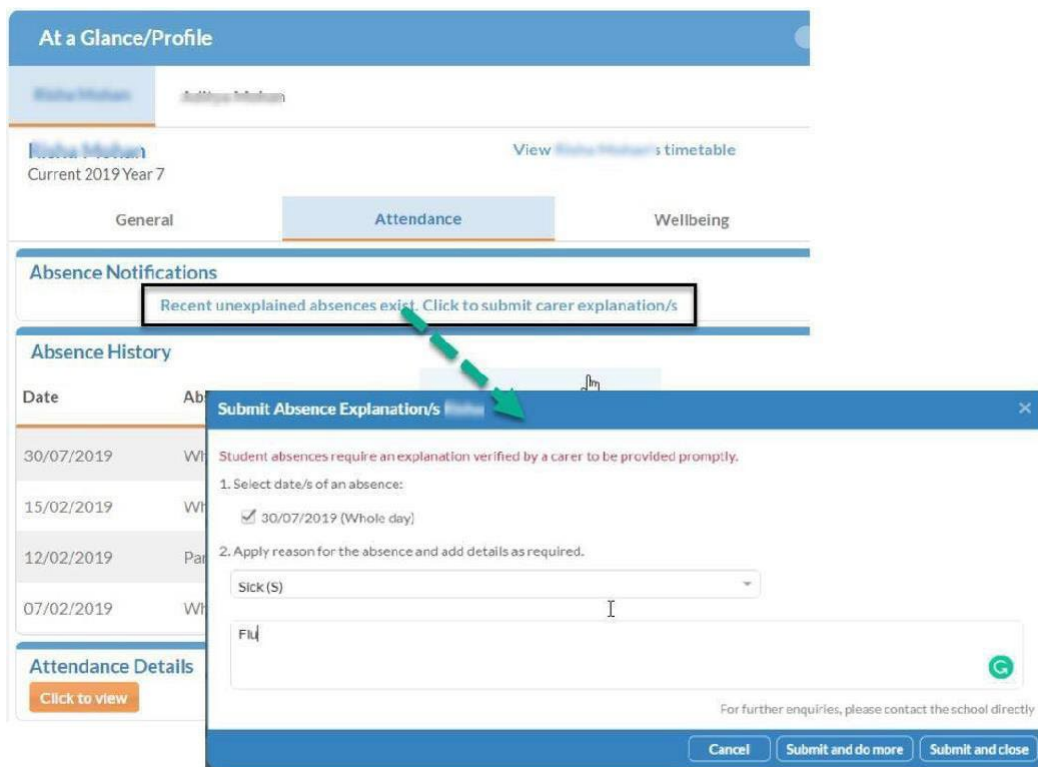 At a Glance/Profile
Current 2019 Year 7
View 's timetable
General Attendance Wellbeing
Absence Notifications
Recent unexplained absences exist. Click to submit carer explanation/s
Absence History
Date Ab
30/07/2019 Wh
15/02/2019 Wh
12/02/2019 Par
07/02/2019 Wh
Attendance Details
Click to view
Submit Absence Explanation/s
Student absences require an explanation verified by a carer to be provided promptly.
1. Select date/s of an absence:
30/07/2019 (Whole day)
2. Apply reason for the absence and add details as required.
Sick (S)
Flu
For further enquiries, please contact the school directly
Cancel Submit and do more Submit and close